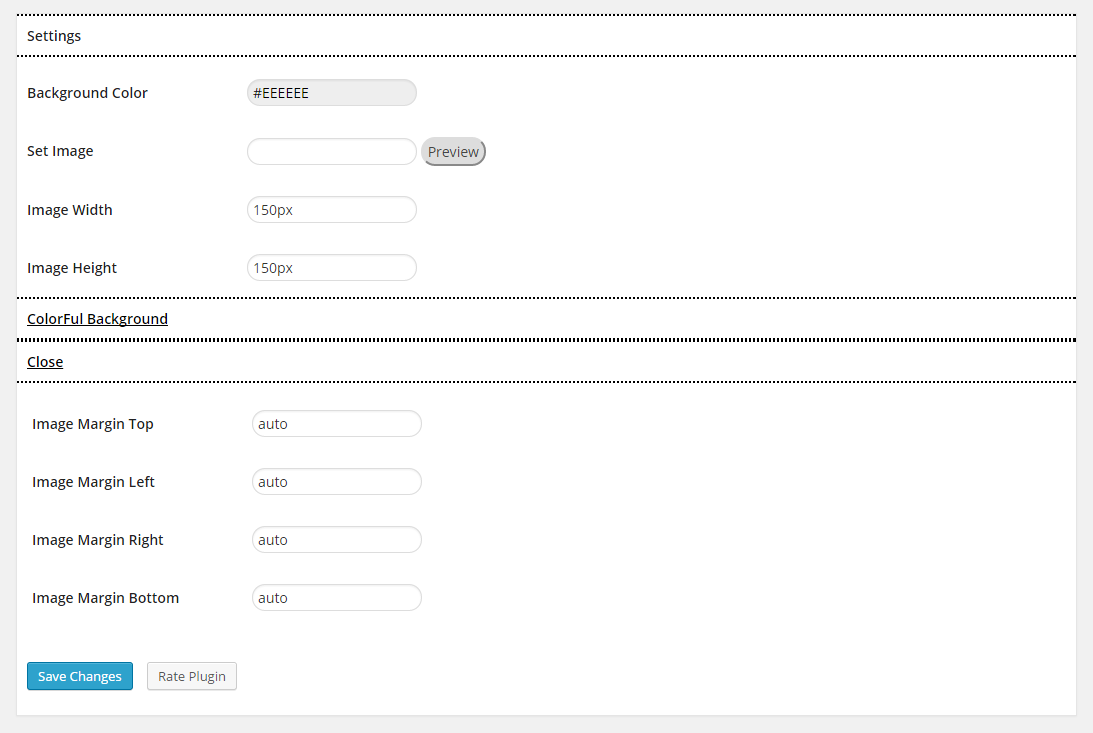 Settings
Background Color #EEEEEE
Set Image Preview
Image Width 150px
Image Height 150px
ColorFul Background
Close
Image Margin Top auto
Image Margin Left auto
Image Margin Right auto
Image Margin Bottom auto
Save Changes Rate Plugin